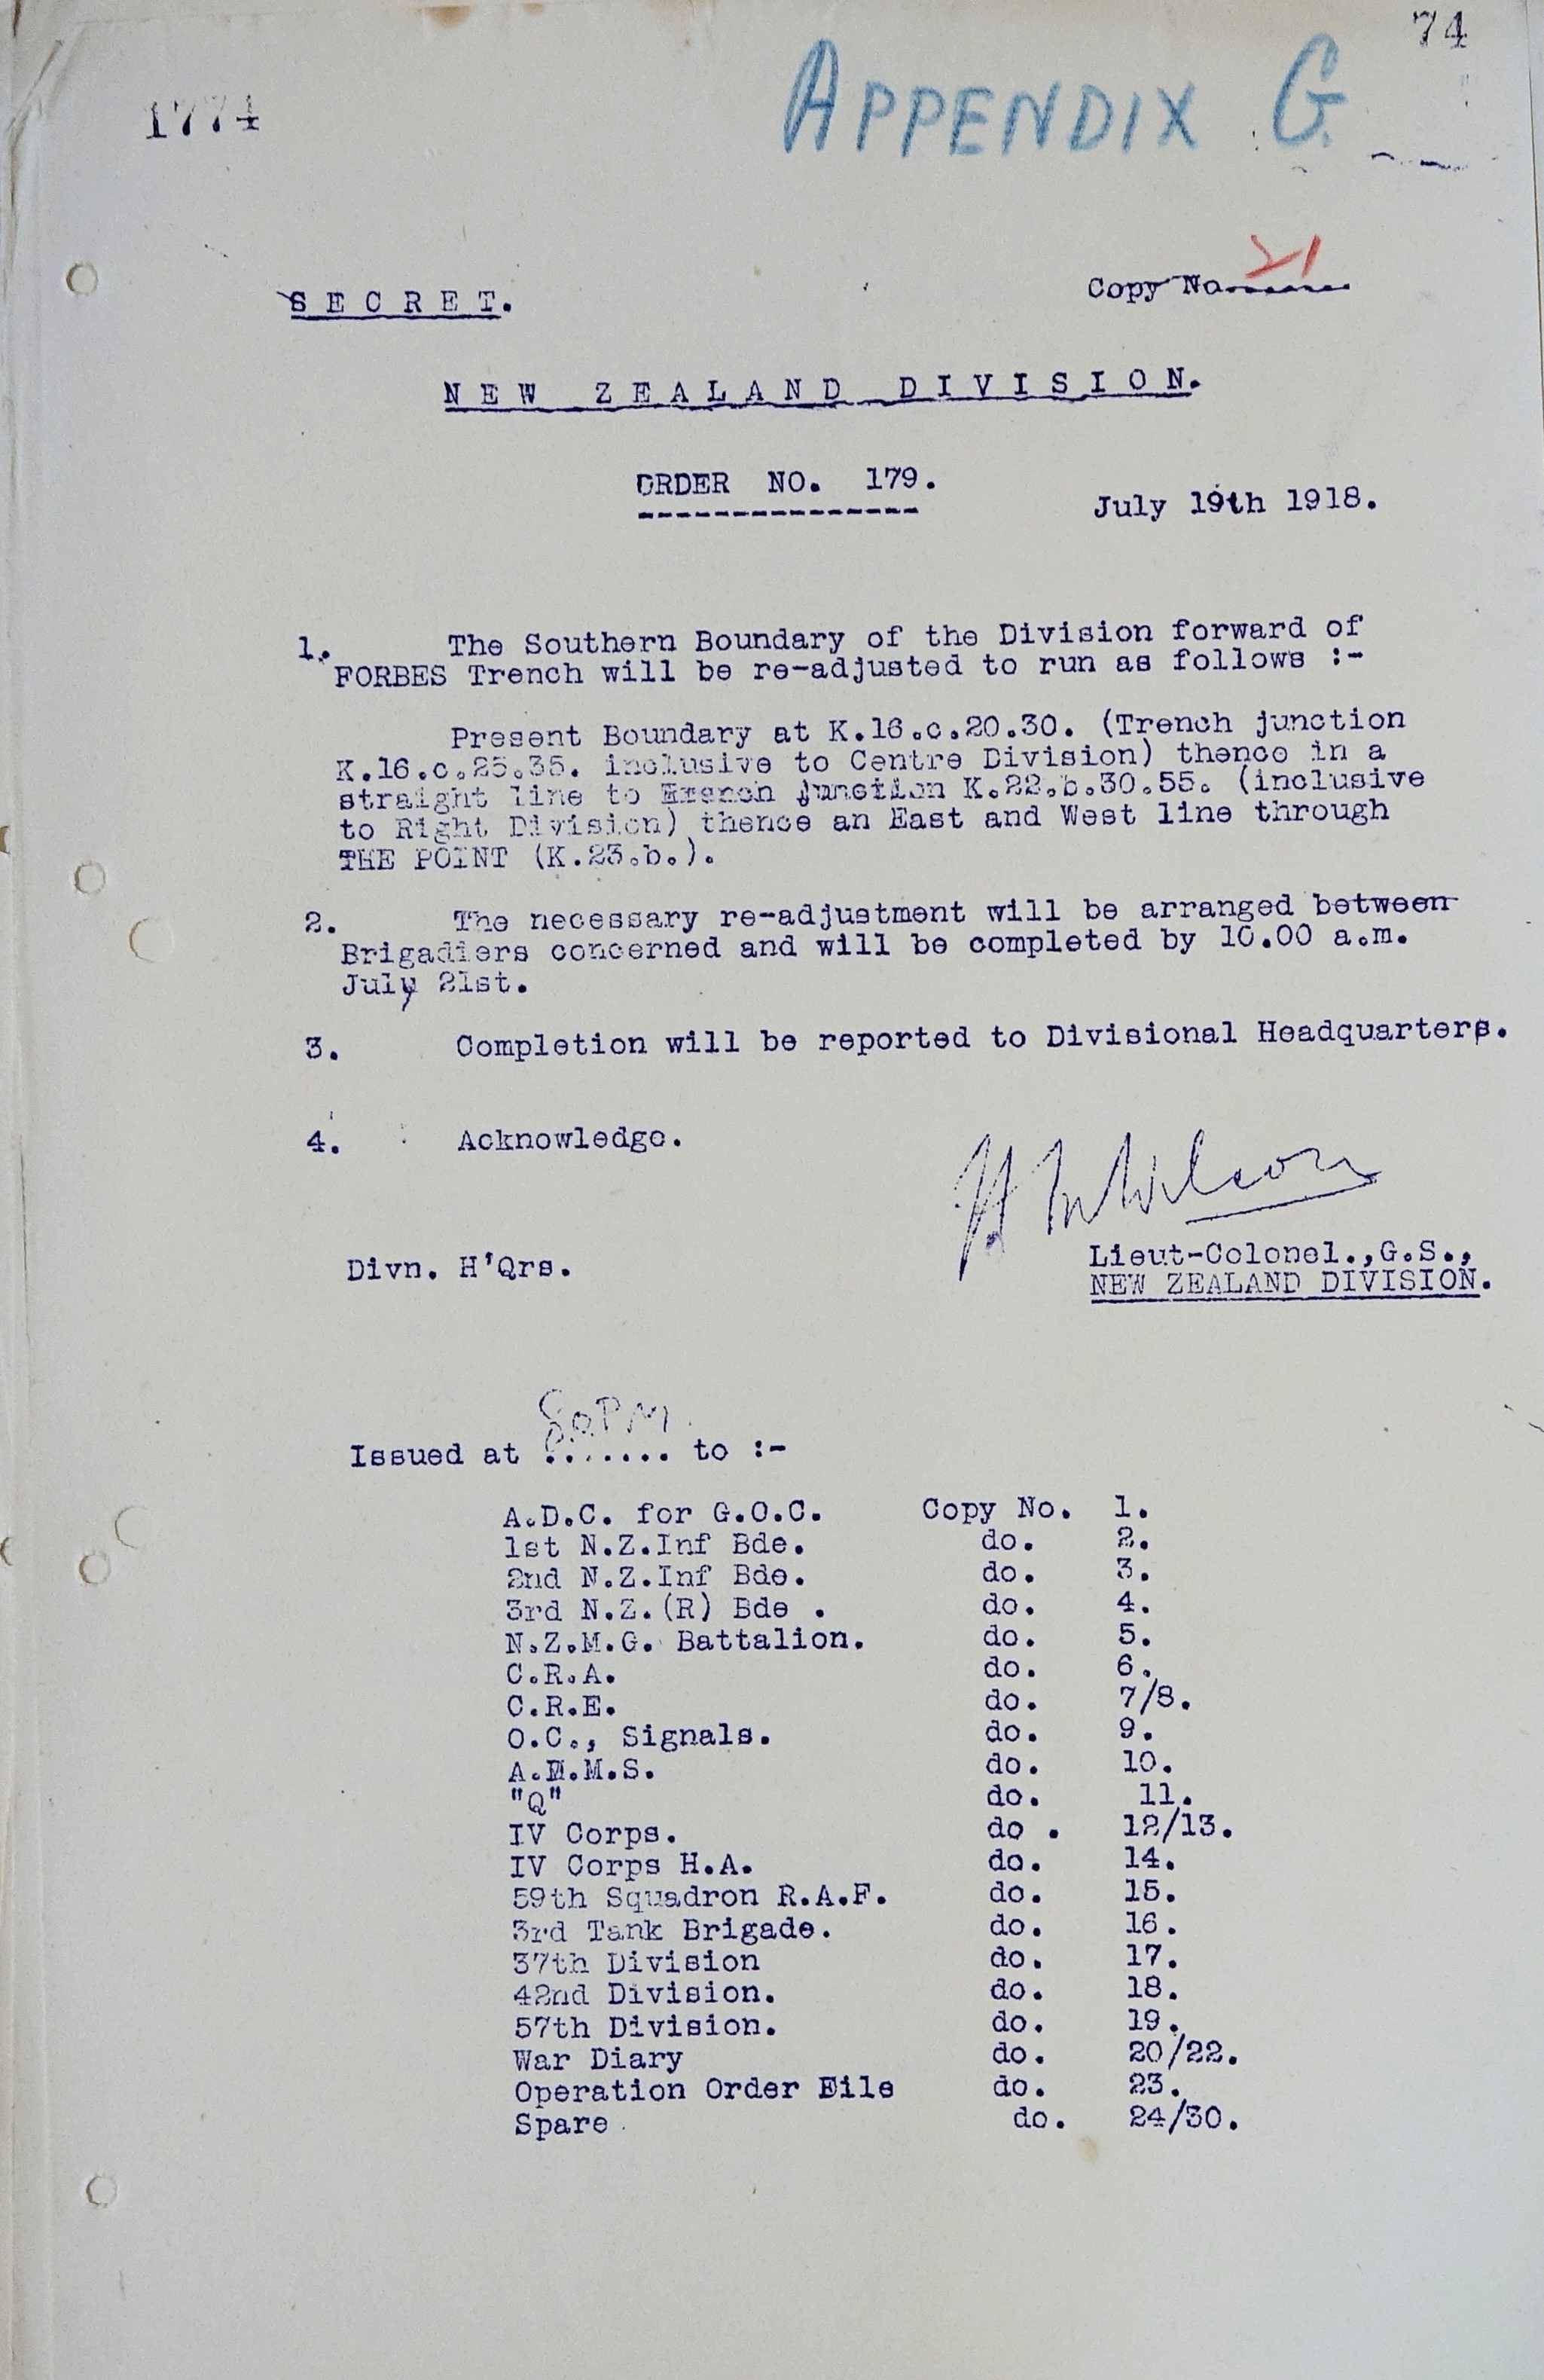 74
1774
APPENDIX G
SECRET.
Copy No....... 21
NEW ZEALAND DIVISION.
ORDER NO. 179.
July 19th 1918.
1. The Southern Boundary of the Division forward of
FORBES Trench will be re-adjusted to run as follows :-
Present Boundary at K.16.c.20.30. (Trench junction
K.16.c.25.35. inclusive to Centre Division) thence in a
straight line to Trench junction K.22.b.30.55. (inclusive
to Right Division) thence an East and West line through
THE POINT (K.23.b.).
2. The necessary re-adjustment will be arranged between
Brigadiers concerned and will be completed by 10.00 a.m.
July 21st.
3. Completion will be reported to Divisional Headquarters.
4. Acknowledge.
Wilson
Divn. H'Qrs.
Lieut-Colonel.,G.S.,
NEW ZEALAND DIVISION.
8.0 PM.
Issued at ....... to :-
A.D.C. for G.O.C. Copy No. 1.
1st N.Z.Inf Bde. do. 2.
2nd N.Z.Inf Bde. do. 3.
3rd N.Z.(R) Bde . do. 4.
N.Z.M.G. Battalion. do. 5.
C.R.A. do. 6.
C.R.E. do. 7/8.
O.C., Signals. do. 9.
A.D.M.S. do. 10.
"Q" do. 11.
IV Corps. do . 12/13.
IV Corps H.A. do. 14.
59th Squadron R.A.F. do. 15.
3rd Tank Brigade. do. 16.
37th Division do. 17.
42nd Division. do. 18.
57th Division. do. 19.
War Diary do. 20/22.
Operation Order File do. 23.
Spare do. 24/30.